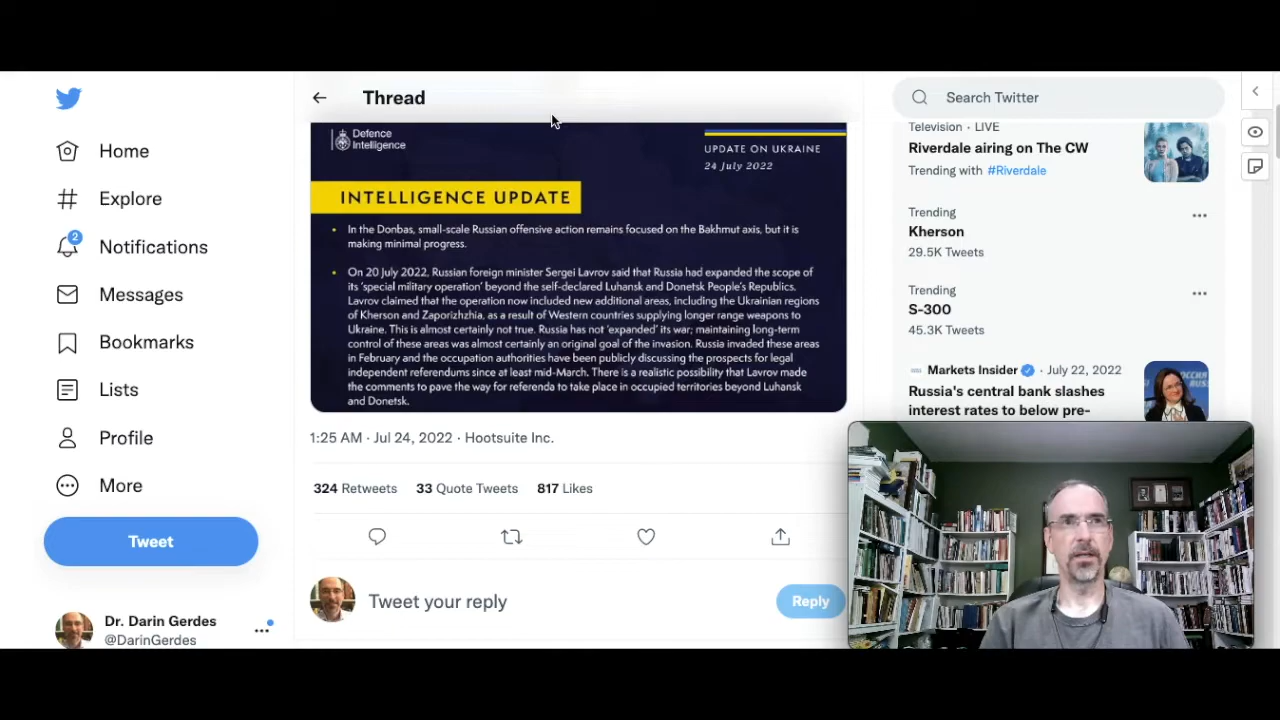 Home
Explore
2
Notifications
Messages
Bookmarks
Lists
Profile
More
Tweet
Dr. Darin Gerdes
@DarinGerdes
Thread
Defence
Intelligence
UPDATE ON UKRAINE
24 July 2022
INTELLIGENCE UPDATE
• In the Donbas, small-scale Russian offensive action remains focused on the Bakhmut axis, but it is
making minimal progress.
• On 20 July 2022, Russian foreign minister Sergei Lavrov said that Russia had expanded the scope of
its 'special military operation' beyond the self-declared Luhansk and Donetsk People's Republics.
Lavrov claimed that the operation now included new additional areas, including the Ukrainian regions
of Kherson and Zaporizhzhia, as a result of Western countries supplying longer range weapons to
Ukraine. This is almost certainly not true. Russia has not 'expanded' its war; maintaining long-term
control of these areas was almost certainly an original goal of the invasion. Russia invaded these areas
in February and the occupation authorities have been publicly discussing the prospects for legal
independent referendums since at least mid-March. There is a realistic possibility that Lavrov made
the comments to pave the way for referenda to take place in occupied territories beyond Luhansk
and Donetsk.
1:25 AM · Jul 24, 2022 · Hootsuite Inc.
324 Retweets 33 Quote Tweets 817 Likes
Tweet your reply
Reply
Search Twitter
Television · LIVE
Riverdale airing on The CW
Trending with #Riverdale
Trending
Kherson
29.5K Tweets
Trending
S-300
45.3K Tweets
Markets Insider · July 22, 2022
Russia's central bank slashes
interest rates to below pre-